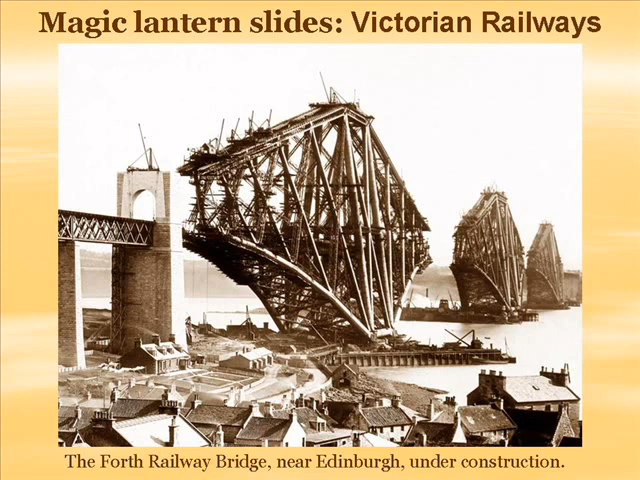 Magic lantern slides: Victorian Railways
The Forth Railway Bridge, near Edinburgh, under construction.